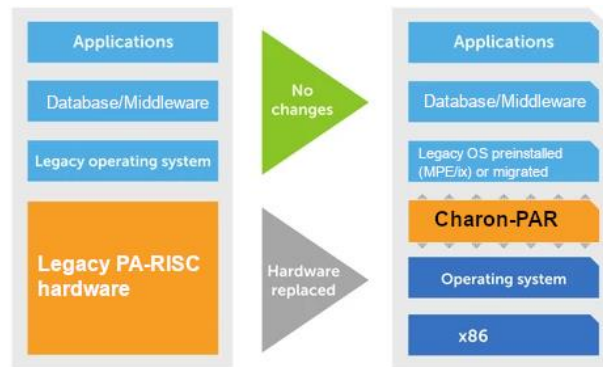 Applications
Database/Middleware
Legacy operating system
Legacy PA-RISC
hardware
No
changes
Hardware
replaced
Applications
Database/Middleware
Legacy OS preinstalled
(MPE/ix) or migrated
Charon-PAR
Operating system
x86